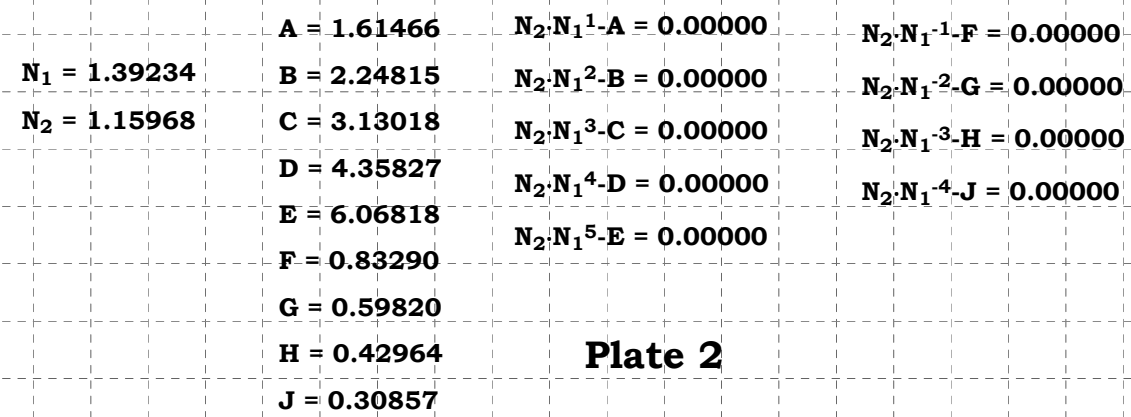 N₁ = 1.39234
N₂ = 1.15968
A = 1.61466
B = 2.24815
C = 3.13018
D = 4.35827
E = 6.06818
F = 0.83290
G = 0.59820
H = 0.42964
J = 0.30857
N₂·N₁¹-A = 0.00000
N₂·N₁²-B = 0.00000
N₂·N₁³-C = 0.00000
N₂·N₁⁴-D = 0.00000
N₂·N₁⁵-E = 0.00000
N₂·N₁⁻¹-F = 0.00000
N₂·N₁⁻²-G = 0.00000
N₂·N₁⁻³-H = 0.00000
N₂·N₁⁻⁴-J = 0.00000
Plate 2